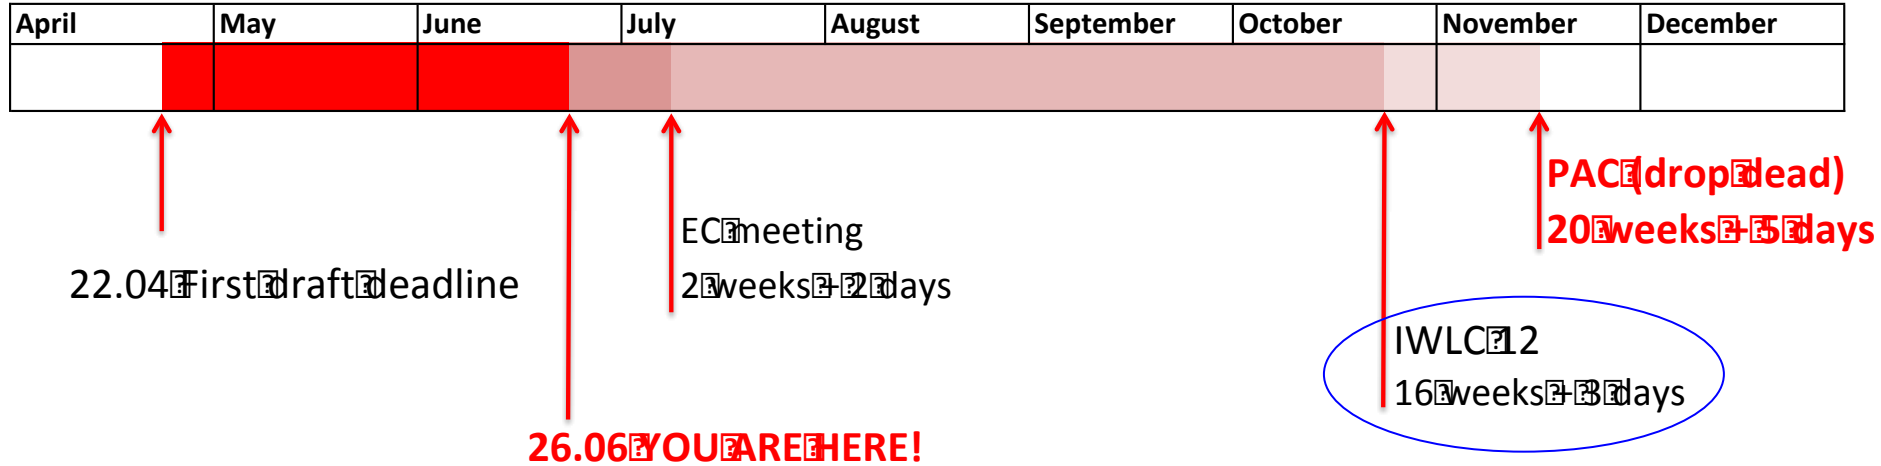 April May June July August September October November December
PAC (drop dead)
20 weeks + 5 days
EC meeting
2 weeks + 2 days
22.04 First draft deadline
IWLC 12
16 weeks + 3 days
26.06 YOU ARE HERE!